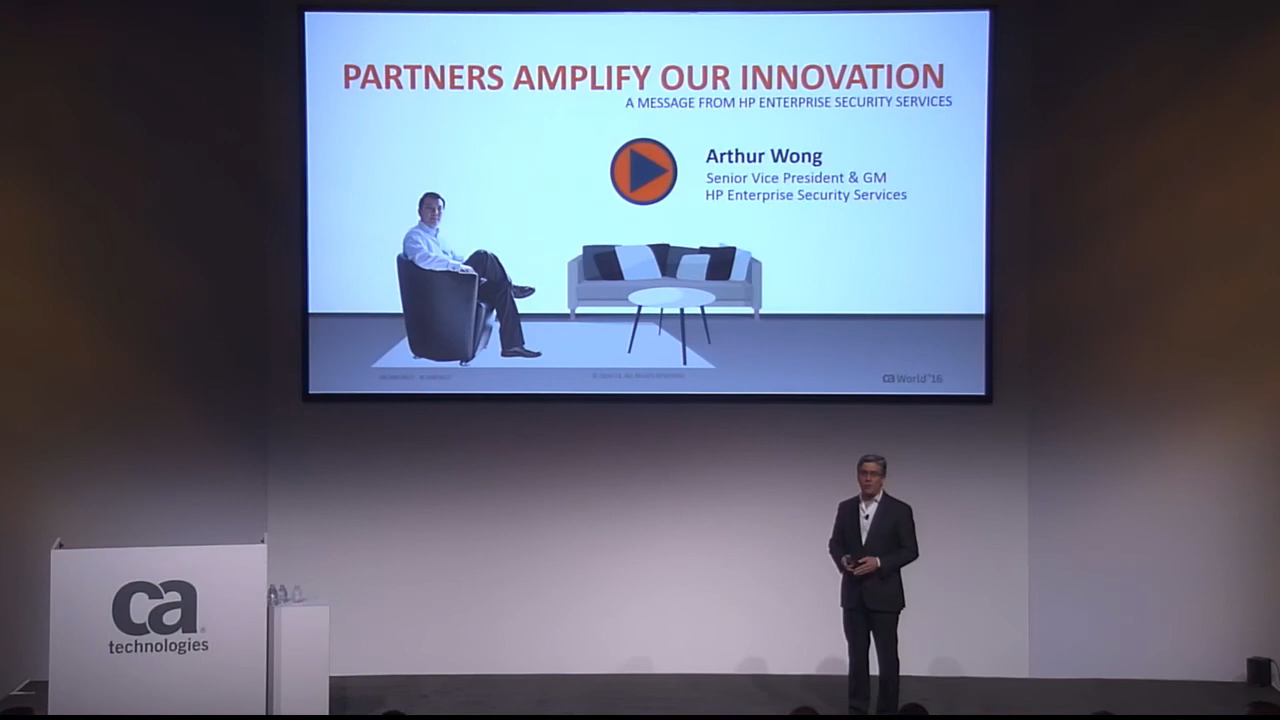 PARTNERS AMPLIFY OUR INNOVATION
A MESSAGE FROM HP ENTERPRISE SECURITY SERVICES
Arthur Wong
Senior Vice President & GM
HP Enterprise Security Services
ca World '16
ca
technologies